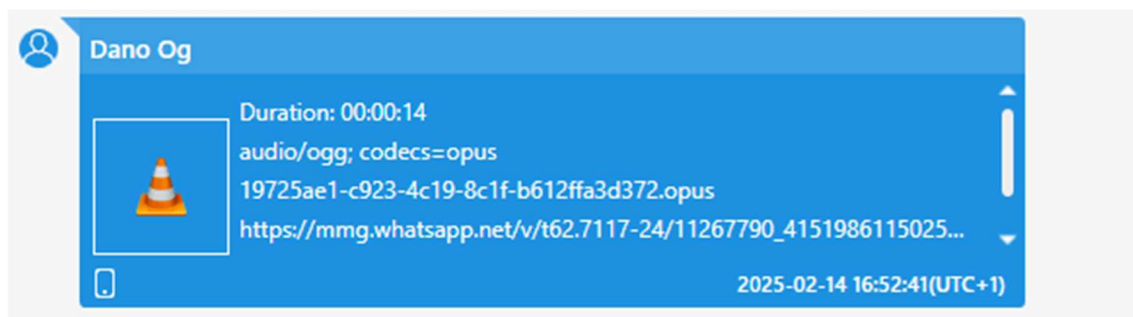 Dano Og
Duration: 00:00:14
audio/ogg; codecs=opus
19725ae1-c923-4c19-8c1f-b612ffa3d372.opus
https://mmg.whatsapp.net/v/t62.7117-24/11267790_4151986115025...
2025-02-14 16:52:41(UTC+1)